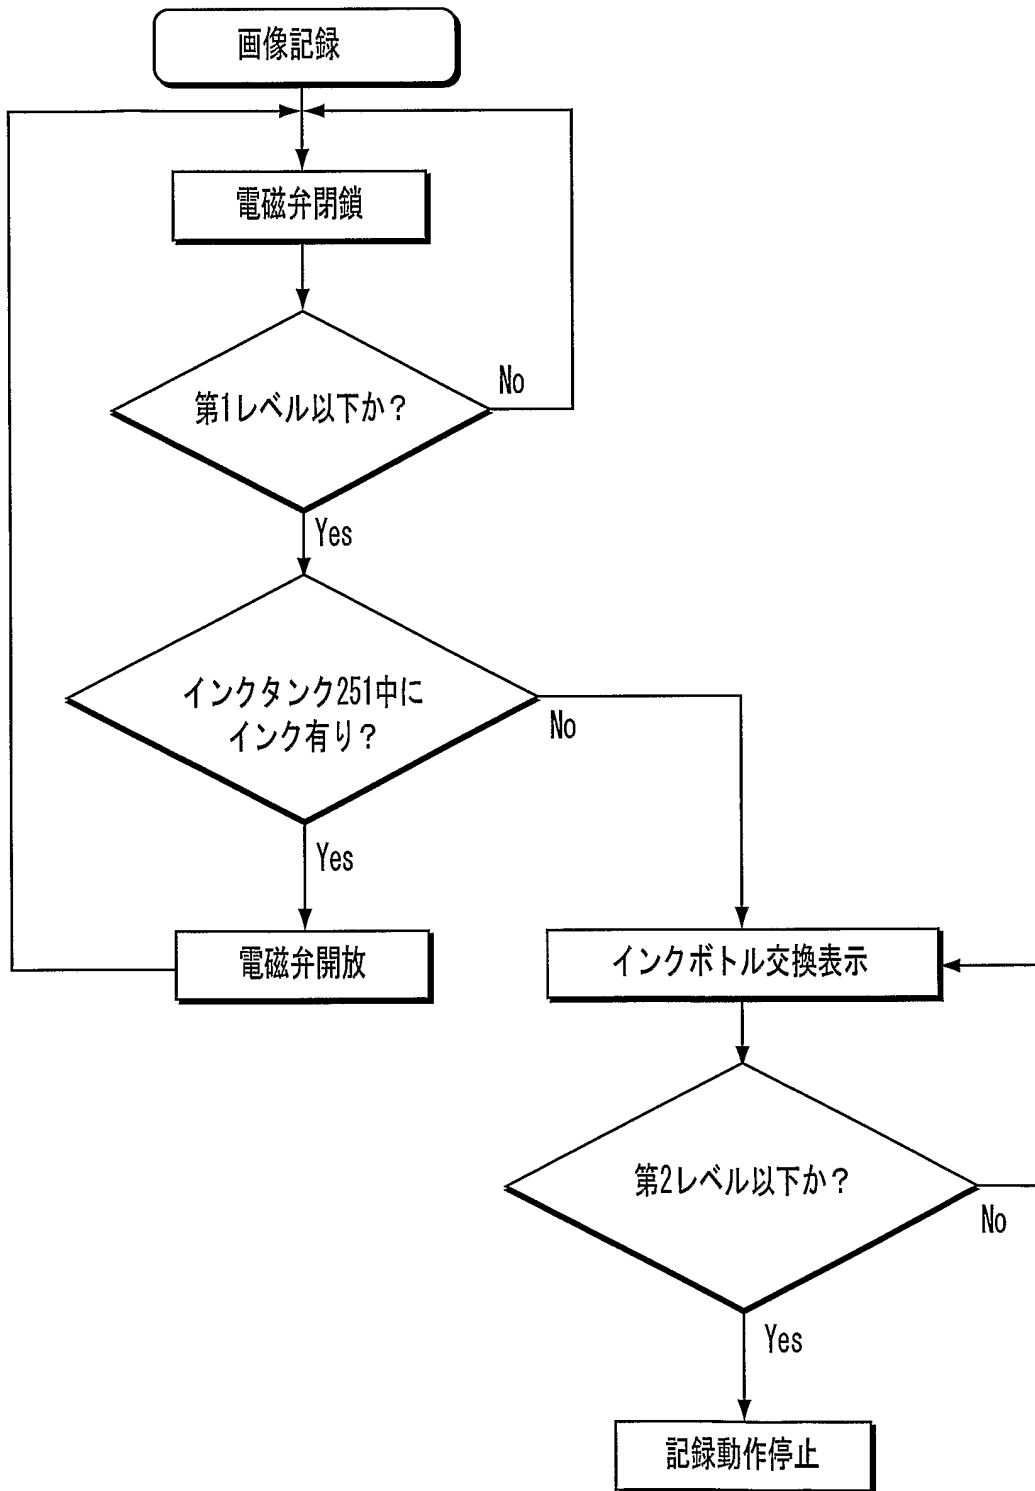 画像記録
電磁弁閉鎖
第1レベル以下か？
No
Yes
インクタンク251中に
インク有り？
No
Yes
電磁弁開放
インクボトル交換表示
第2レベル以下か？
No
Yes
記録動作停止